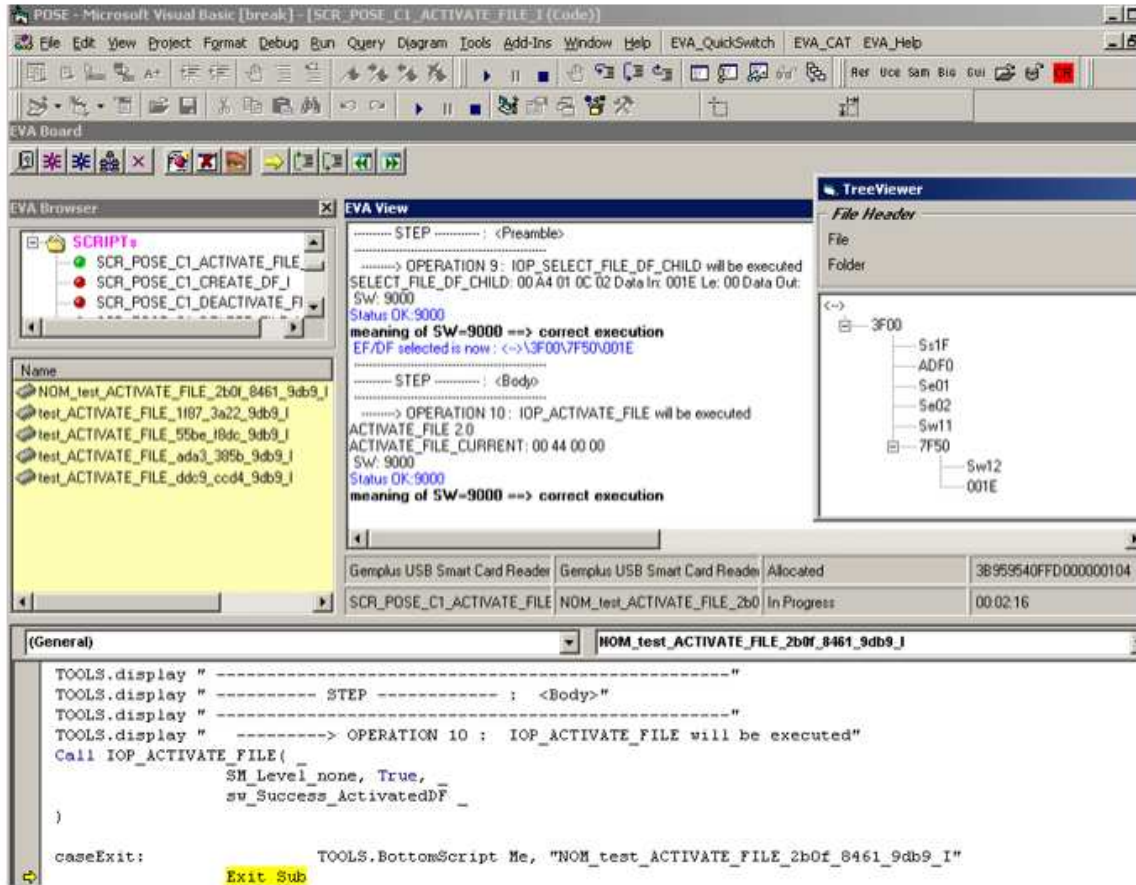 POSE - Microsoft Visual Basic [break] - [SCR_POSE_C1_ACTIVATE_FILE_I (Code)]
File Edit View Project Format Debug Run Query Diagram Tools Add-Ins Window Help EVA_QuickSwitch EVA_CAT EVA_Help
Rer Uce Sam Bio Gui CR
EVA Board
EVA Browser
SCRIPTs
SCR_POSE_C1_ACTIVATE_FILE_
SCR_POSE_C1_CREATE_DF_I
SCR_POSE_C1_DEACTIVATE_FI
Name
NOM_test_ACTIVATE_FILE_2b0f_8461_9db9_I
test_ACTIVATE_FILE_1f87_3a22_9db9_I
test_ACTIVATE_FILE_55be_f8dc_9db9_I
test_ACTIVATE_FILE_ada3_385b_9db9_I
test_ACTIVATE_FILE_ddc9_ccd4_9db9_I
EVA View
---------- STEP ------------ : <Preamble>
---------> OPERATION 9 : IOP_SELECT_FILE_DF_CHILD will be executed
SELECT_FILE_DF_CHILD: 00 A4 01 0C 02 Data In: 001E Le: 00 Data Out:
SW: 9000
Status OK:9000
meaning of SW=9000 ==> correct execution
EF/DF selected is now : <-->\3F00\7F50\001E
---------- STEP ------------ : <Body>
---------> OPERATION 10 : IOP_ACTIVATE_FILE will be executed
ACTIVATE_FILE 2.0
ACTIVATE_FILE_CURRENT: 00 44 00 00
SW: 9000
Status OK:9000
meaning of SW=9000 ==> correct execution
TreeViewer
File Header
File
Folder
<-->
3F00
Ss1F
ADF0
Se01
Se02
Sw11
7F50
Sw12
001E
Gemplus USB Smart Card Reader Gemplus USB Smart Card Reader Allocated 3B959540FFD000000104
SCR_POSE_C1_ACTIVATE_FILE NOM_test_ACTIVATE_FILE_2b0 In Progress 00:02:16
(General) NOM_test_ACTIVATE_FILE_2b0f_8461_9db9_I
TOOLS.display " ---------------------------------------------------"
TOOLS.display " ---------- STEP ------------ : <Body>"
TOOLS.display " ---------------------------------------------------"
TOOLS.display " ---------> OPERATION 10 : IOP_ACTIVATE_FILE will be executed"
Call IOP_ACTIVATE_FILE( _
SM_Level_none, True, _
sw_Success_ActivatedDF _
)
caseExit: TOOLS.BottomScript Me, "NOM_test_ACTIVATE_FILE_2b0f_8461_9db9_I"
Exit Sub